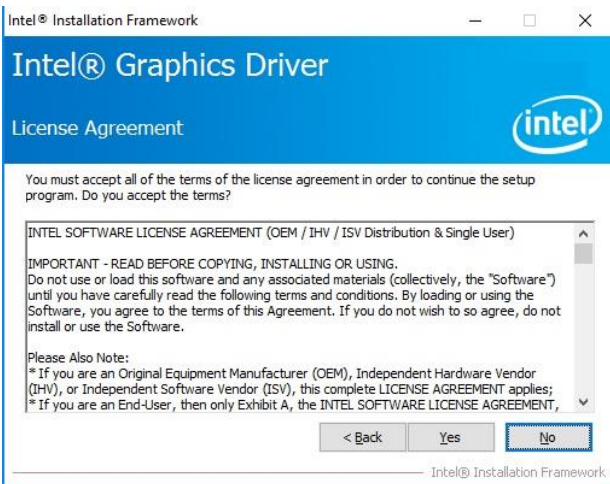 Intel® Installation Framework
Intel® Graphics Driver
License Agreement
intel
You must accept all of the terms of the license agreement in order to continue the setup
program. Do you accept the terms?
INTEL SOFTWARE LICENSE AGREEMENT (OEM / IHV / ISV Distribution & Single User)
IMPORTANT - READ BEFORE COPYING, INSTALLING OR USING.
Do not use or load this software and any associated materials (collectively, the "Software")
until you have carefully read the following terms and conditions. By loading or using the
Software, you agree to the terms of this Agreement. If you do not wish to so agree, do not
install or use the Software.
Please Also Note:
* If you are an Original Equipment Manufacturer (OEM), Independent Hardware Vendor
(IHV), or Independent Software Vendor (ISV), this complete LICENSE AGREEMENT applies;
* If you are an End-User, then only Exhibit A, the INTEL SOFTWARE LICENSE AGREEMENT,
< Back Yes No
Intel® Installation Framework